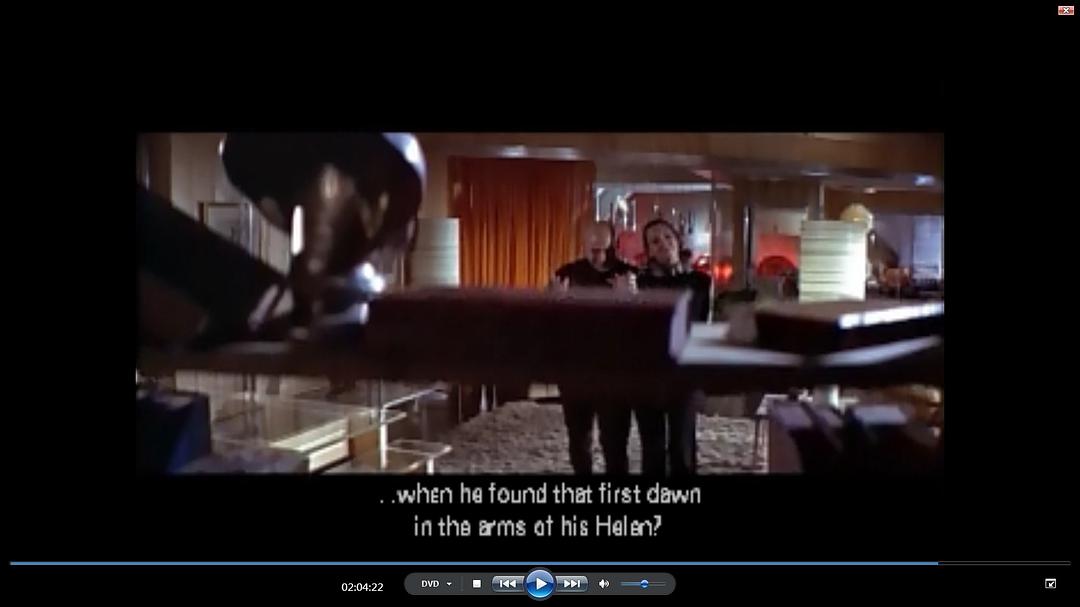 . .when he found that first dawn
in the arms of his Helen?
02:04:22
DVD